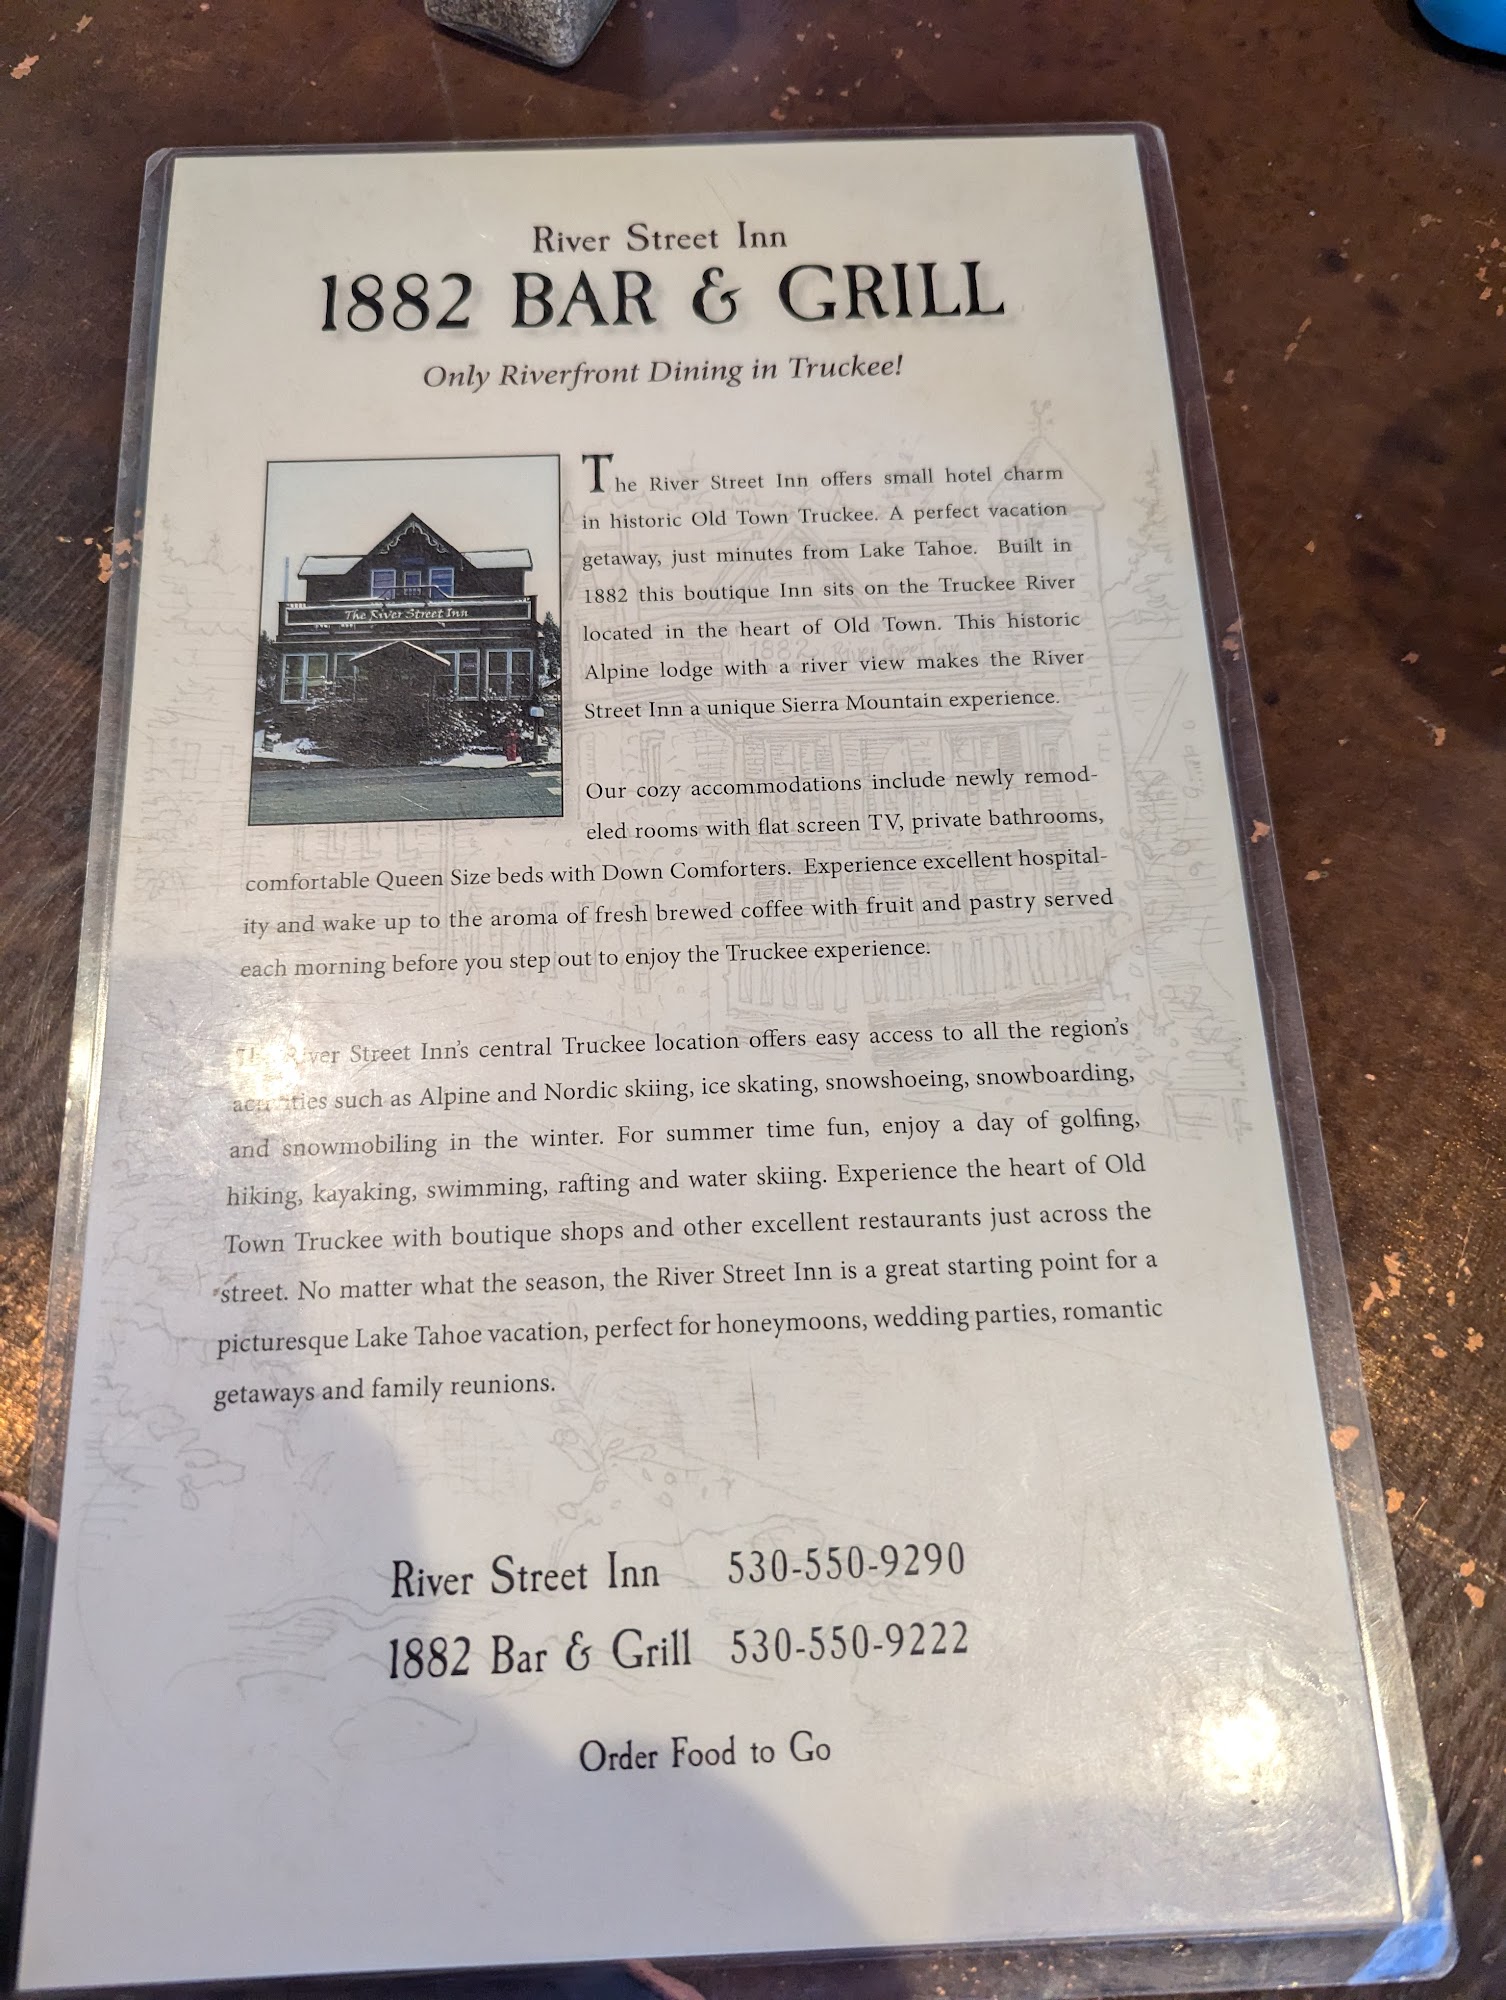 River Street Inn
1882 BAR & GRILL
Only Riverfront Dining in Truckee!
The River Street Inn
The River Street Inn offers small hotel charm
in historic Old Town Truckee. A perfect vacation
getaway, just minutes from Lake Tahoe. Built in
1882 this boutique Inn sits on the Truckee River
located in the heart of Old Town. This historic
Alpine lodge with a river view makes the River
Street Inn a unique Sierra Mountain experience.
Our cozy accommodations include newly remod-
eled rooms with flat screen TV, private bathrooms,
comfortable Queen Size beds with Down Comforters. Experience excellent hospital-
ity and wake up to the aroma of fresh brewed coffee with fruit and pastry served
each morning before you step out to enjoy the Truckee experience.
The River Street Inn's central Truckee location offers easy access to all the region's
activities such as Alpine and Nordic skiing, ice skating, snowshoeing, snowboarding,
and snowmobiling in the winter. For summer time fun, enjoy a day of golfing,
hiking, kayaking, swimming, rafting and water skiing. Experience the heart of Old
Town Truckee with boutique shops and other excellent restaurants just across the
street. No matter what the season, the River Street Inn is a great starting point for a
picturesque Lake Tahoe vacation, perfect for honeymoons, wedding parties, romantic
getaways and family reunions.
River Street Inn 530-550-9290
1882 Bar & Grill 530-550-9222
Order Food to Go